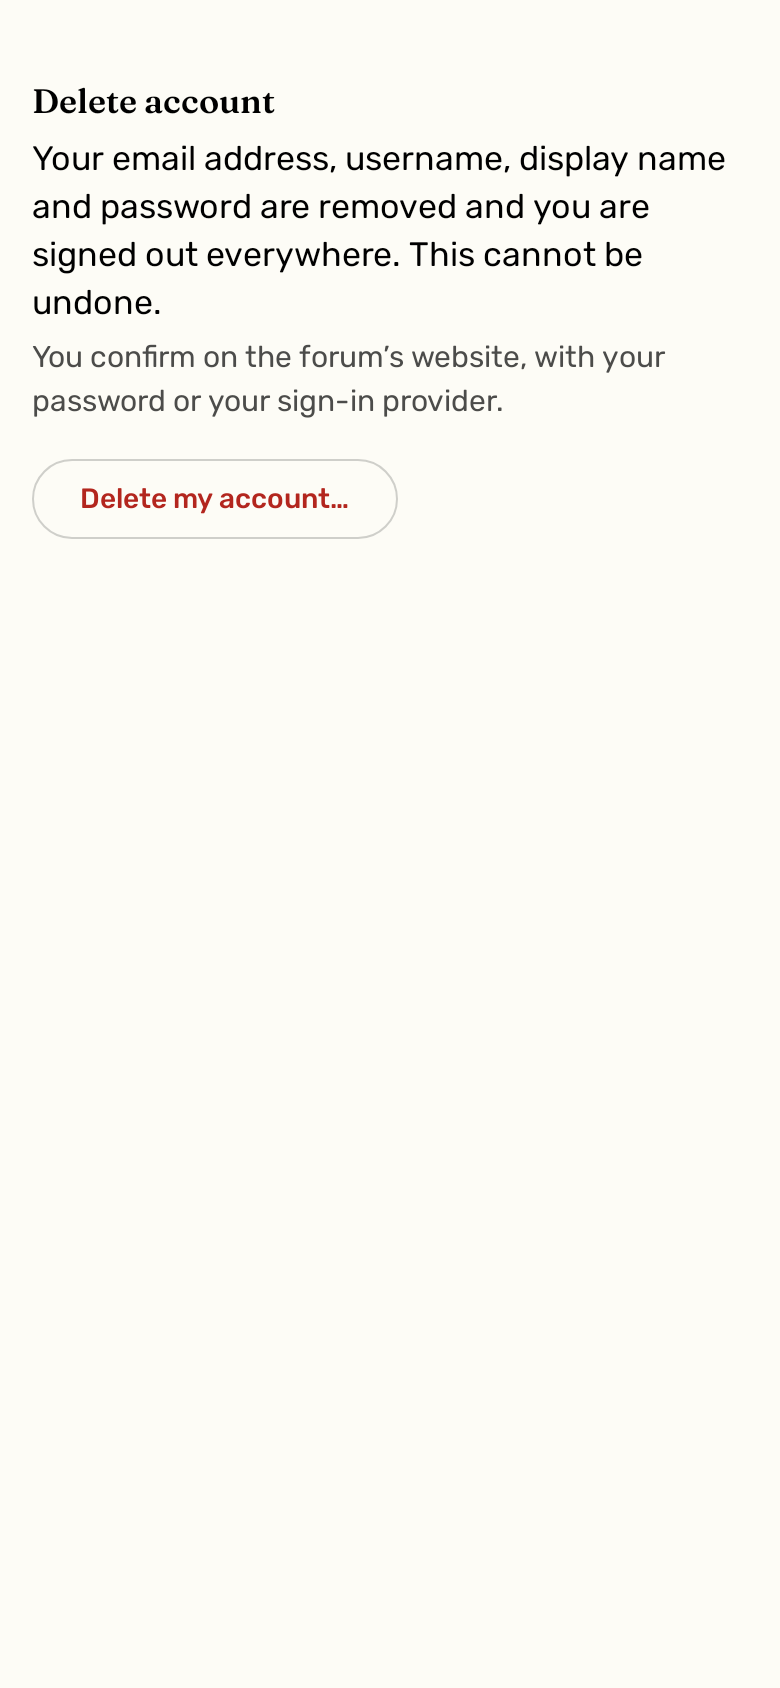 Delete account
Your email address, username, display name
and password are removed and you are
signed out everywhere. This cannot be
undone.
You confirm on the forum’s website, with your
password or your sign-in provider.
Delete my account…